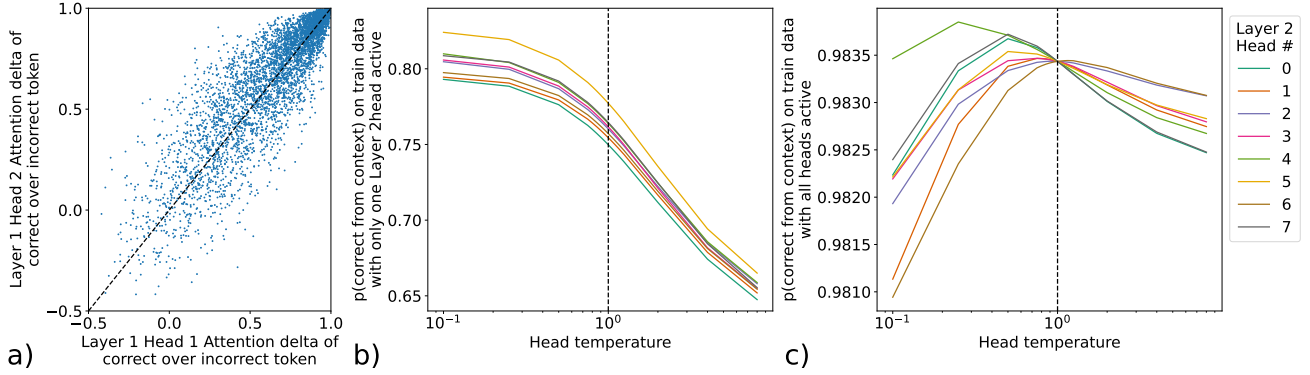 Layer 1 Head 2 Attention delta of
correct over incorrect token
1.0
0.5
0.0
−0.5
−0.5
0.0
0.5
1.0
Layer 1 Head 1 Attention delta of
correct over incorrect token
a)
p(correct from context) on train data
with only one Layer 2head active
0.80
0.75
0.70
0.65
10⁻¹
10⁰
Head temperature
b)
p(correct from context) on train data
with all heads active
0.9835
0.9830
0.9825
0.9820
0.9815
0.9810
10⁻¹
10⁰
Head temperature
c)
Layer 2
Head #
0
1
2
3
4
5
6
7